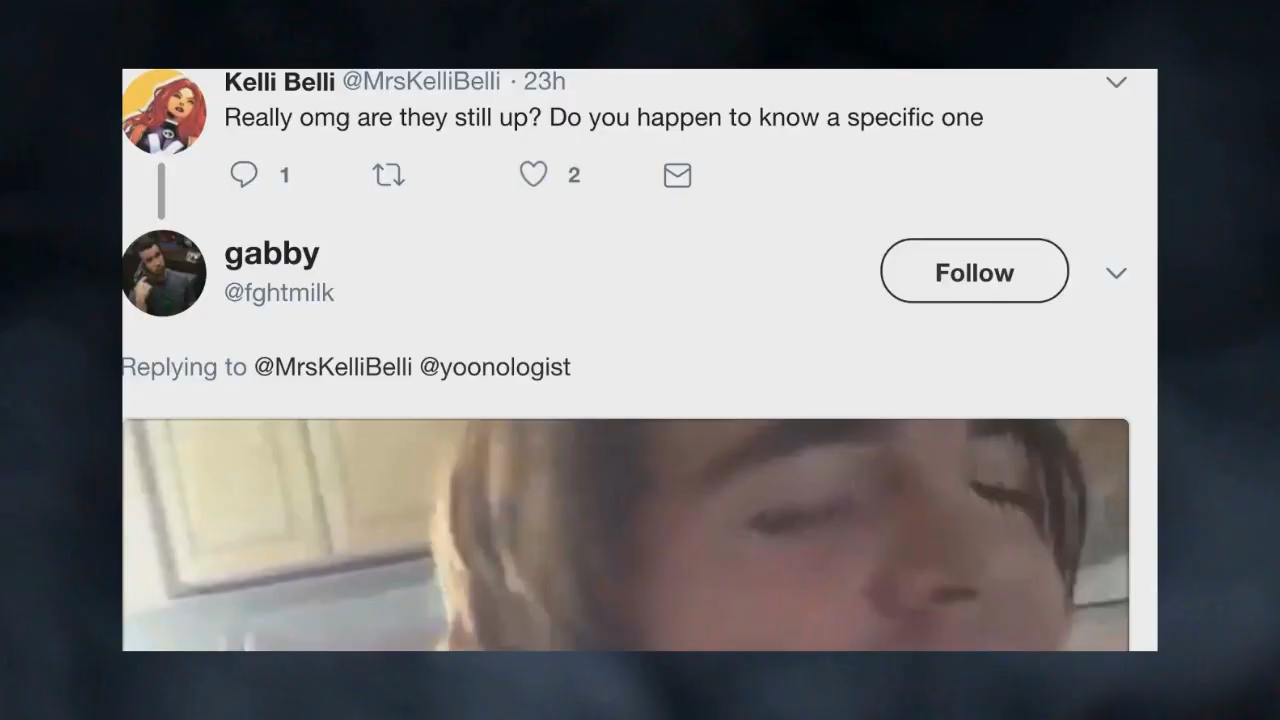 Kelli Belli @MrsKelliBelli · 23h
Really omg are they still up? Do you happen to know a specific one
1 2
gabby
Follow
@fghtmilk
Replying to @MrsKelliBelli @yoonologist